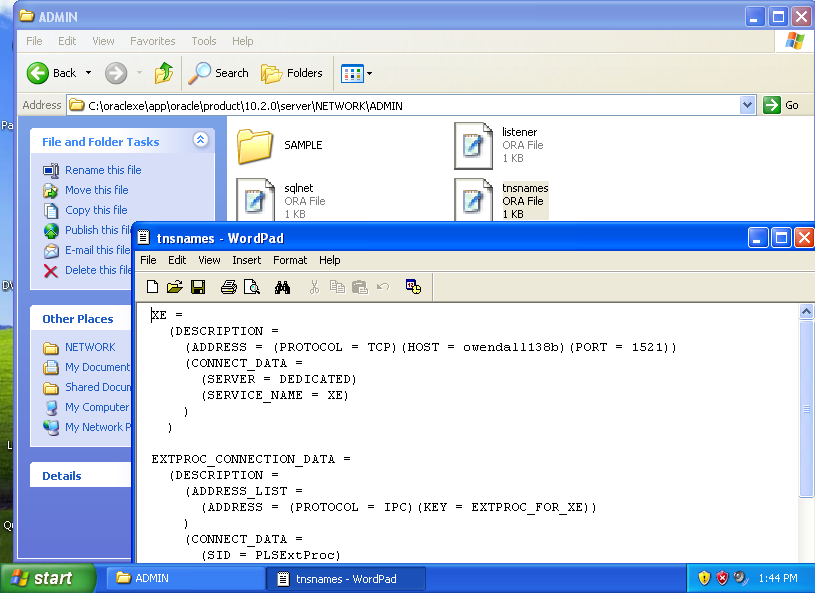 ADMIN
File Edit View Favorites Tools Help
Back Search Folders
Address C:\oraclexe\app\oracle\product\10.2.0\server\NETWORK\ADMIN Go
Pa
File and Folder Tasks
Rename this file
Move this file
Copy this file
Publish this
E-mail this file
Delete this file
Other Places
NETWORK
My Document
Shared Docum
My Computer
My Network P
Details
SAMPLE
listener
ORA File
1 KB
sqlnet
ORA File
1 KB
tnsnames
ORA File
1 KB
tnsnames - WordPad
File Edit View Insert Format Help
XE =
(DESCRIPTION =
(ADDRESS = (PROTOCOL = TCP)(HOST = owendall138b)(PORT = 1521))
(CONNECT_DATA =
(SERVER = DEDICATED)
(SERVICE_NAME = XE)
)
)
EXTPROC_CONNECTION_DATA =
(DESCRIPTION =
(ADDRESS_LIST =
(ADDRESS = (PROTOCOL = IPC)(KEY = EXTPROC_FOR_XE))
)
(CONNECT_DATA =
(SID = PLSExtProc)
start ADMIN tnsnames - WordPad 1:44 PM